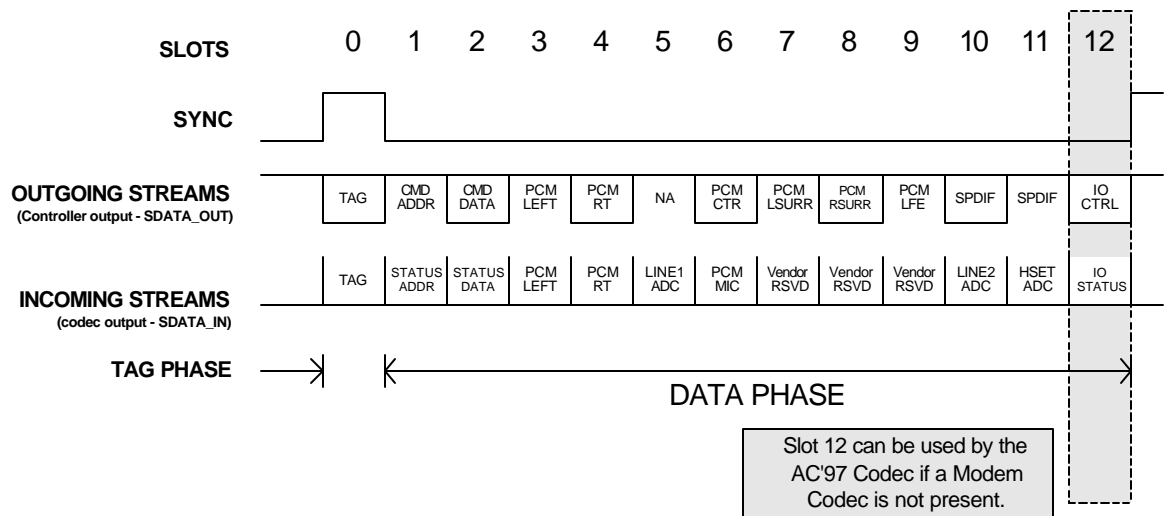 SLOTS 0 1 2 3 4 5 6 7 8 9 10 11 12
SYNC
OUTGOING STREAMS
(Controller output - SDATA_OUT)
TAG
CMD
ADDR
CMD
DATA
PCM
LEFT
PCM
RT
NA
PCM
CTR
PCM
LSURR
PCM
RSURR
PCM
LFE
SPDIF
SPDIF
IO
CTRL
INCOMING STREAMS
(codec output - SDATA_IN)
TAG
STATUS
ADDR
STATUS
DATA
PCM
LEFT
PCM
RT
LINE1
ADC
PCM
MIC
Vendor
RSVD
Vendor
RSVD
Vendor
RSVD
LINE2
ADC
HSET
ADC
IO
STATUS
TAG PHASE
DATA PHASE
Slot 12 can be used by the
AC'97 Codec if a Modem
Codec is not present.